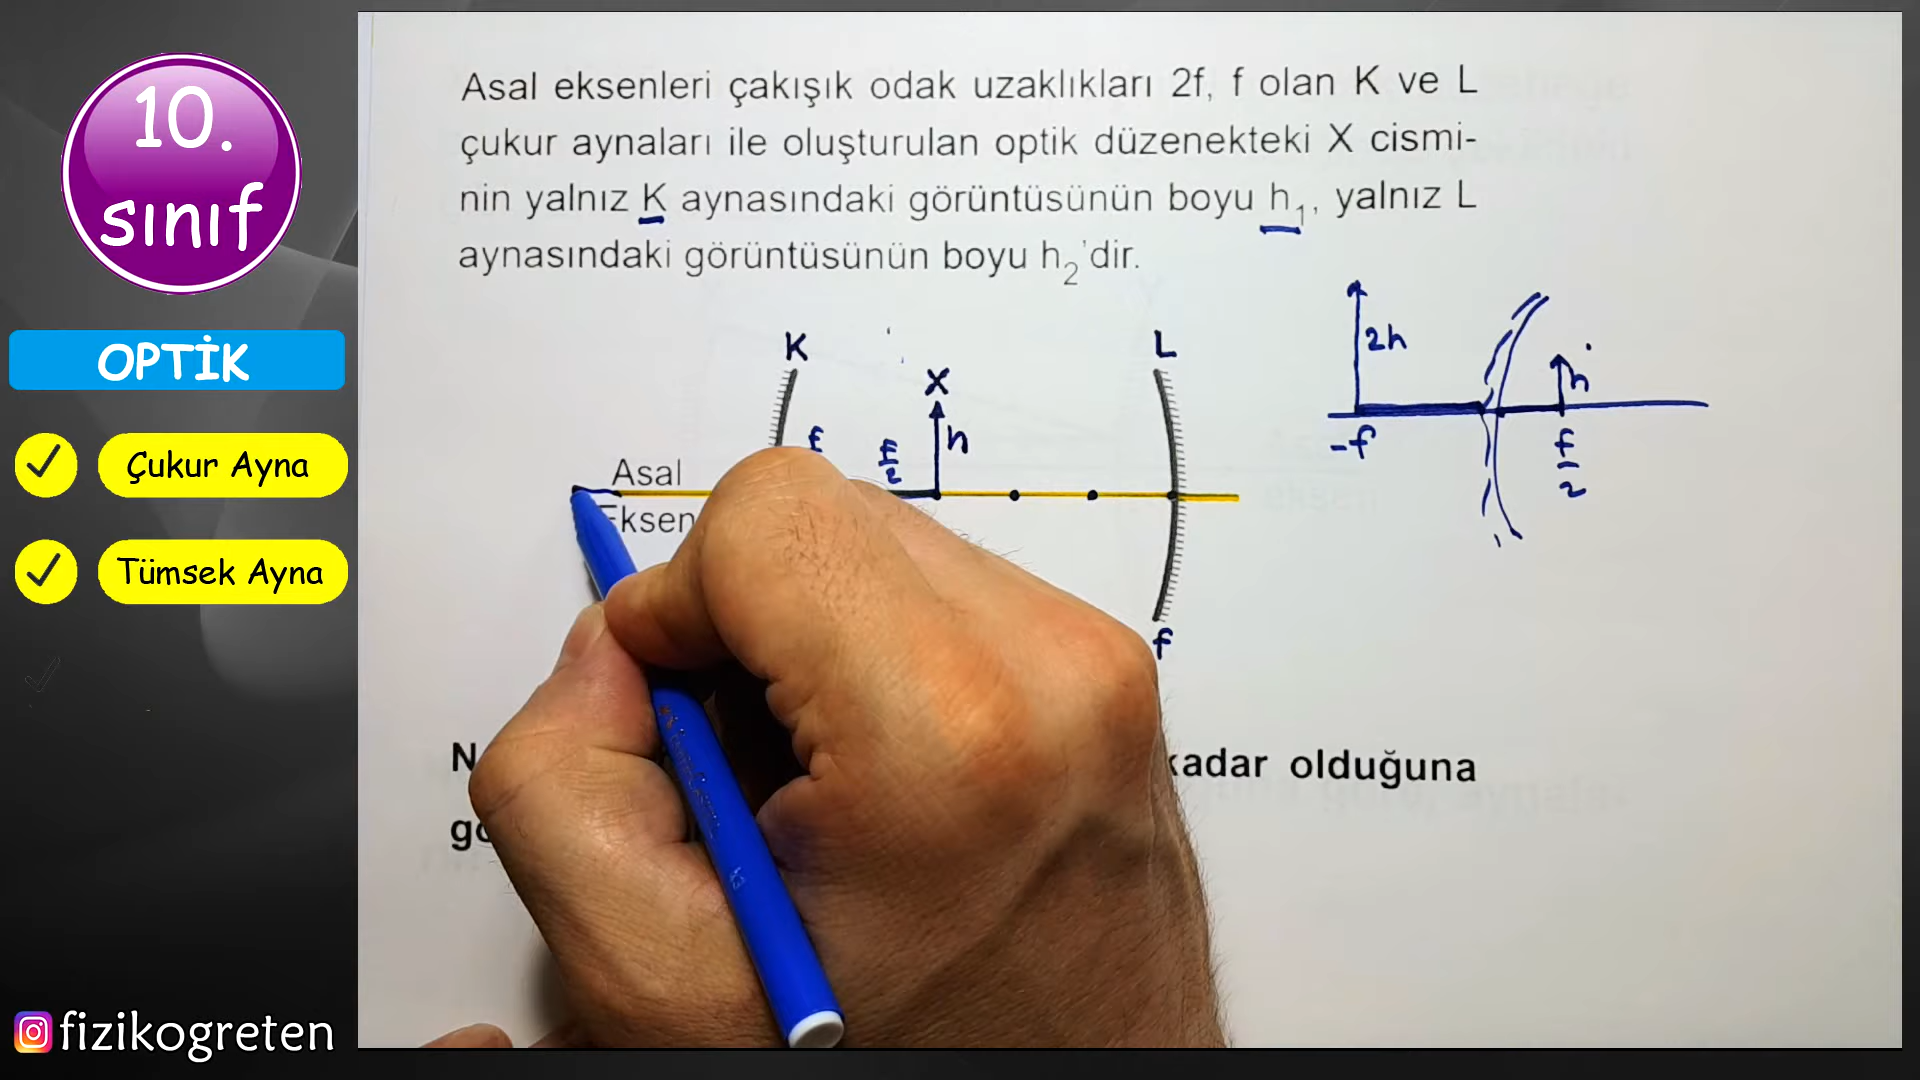 10.
sınıf
OPTİK
Çukur Ayna
Tümsek Ayna
fizikogreten
Asal eksenleri çakışık odak uzaklıkları 2f, f olan K ve L
çukur aynaları ile oluşturulan optik düzenekteki X cismi-
nin yalnız K aynasındaki görüntüsünün boyu h₁, yalnız L
aynasındaki görüntüsünün boyu h₂'dir.
K
X
L
f
f/2
h
Asal
Eksen
f
2h
h
-f
f/2
kadar olduğuna